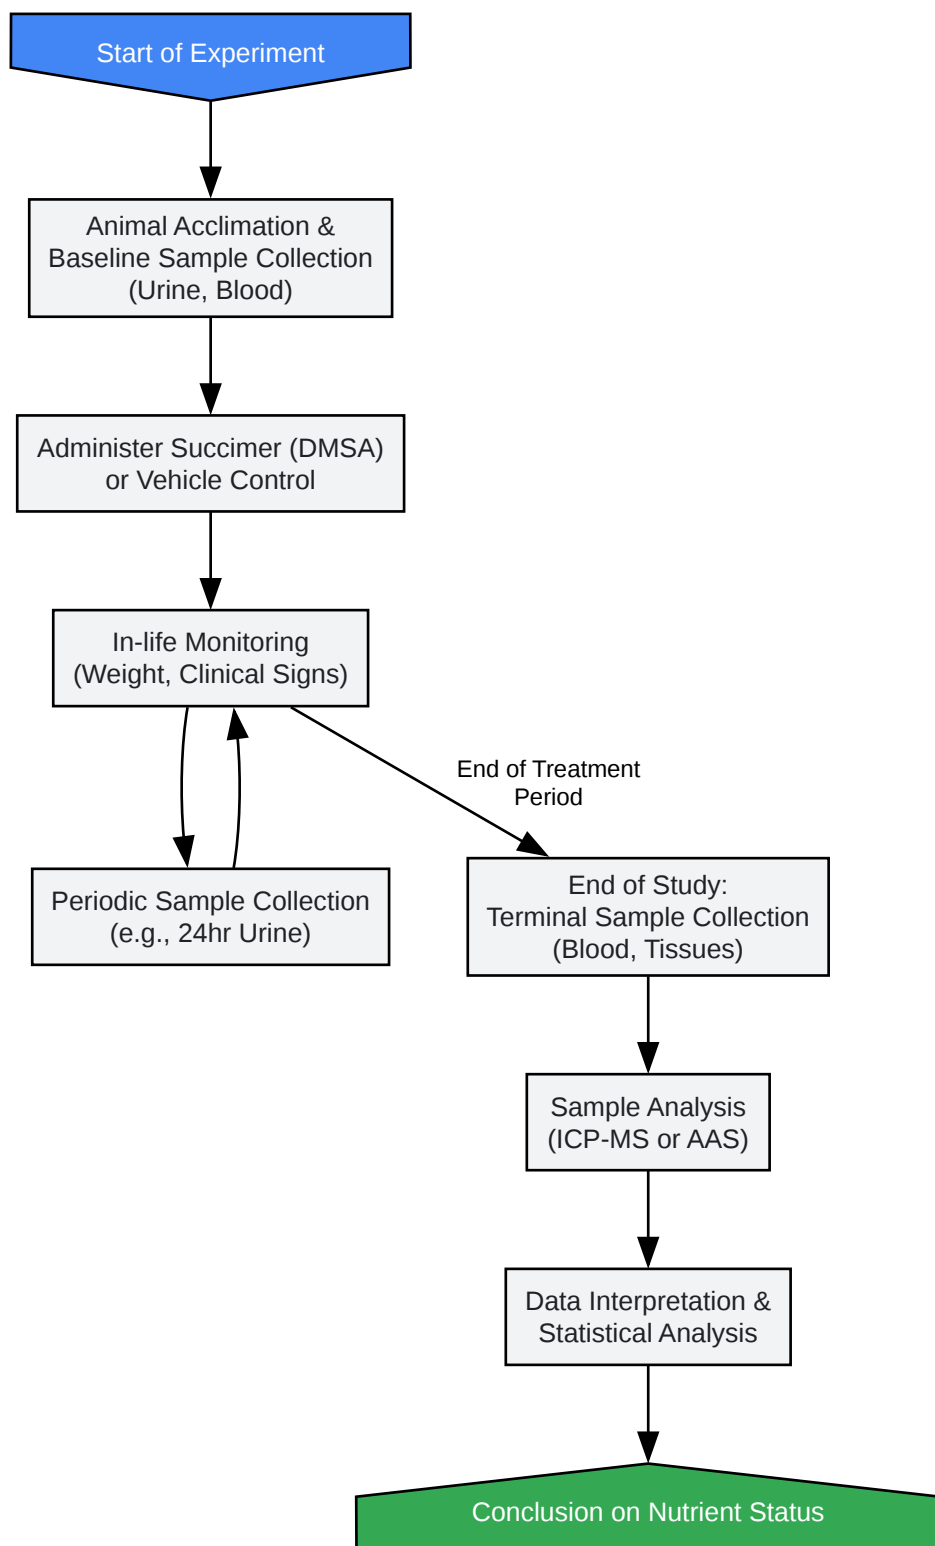 Start of Experiment
Animal Acclimation &
Baseline Sample Collection
(Urine, Blood)
Administer Succimer (DMSA)
or Vehicle Control
In-life Monitoring
(Weight, Clinical Signs)
End of Treatment
Period
Periodic Sample Collection
(e.g., 24hr Urine)
End of Study:
Terminal Sample Collection
(Blood, Tissues)
Sample Analysis
(ICP-MS or AAS)
Data Interpretation &
Statistical Analysis
Conclusion on Nutrient Status